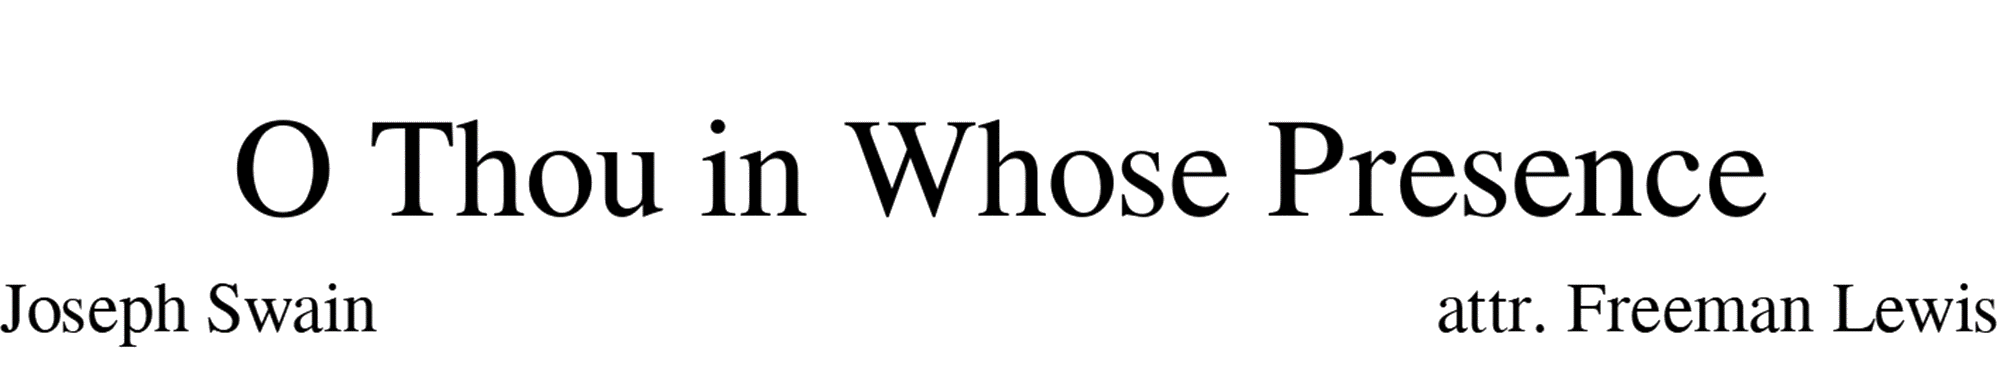 O Thou in Whose Presence
Joseph Swain attr. Freeman Lewis